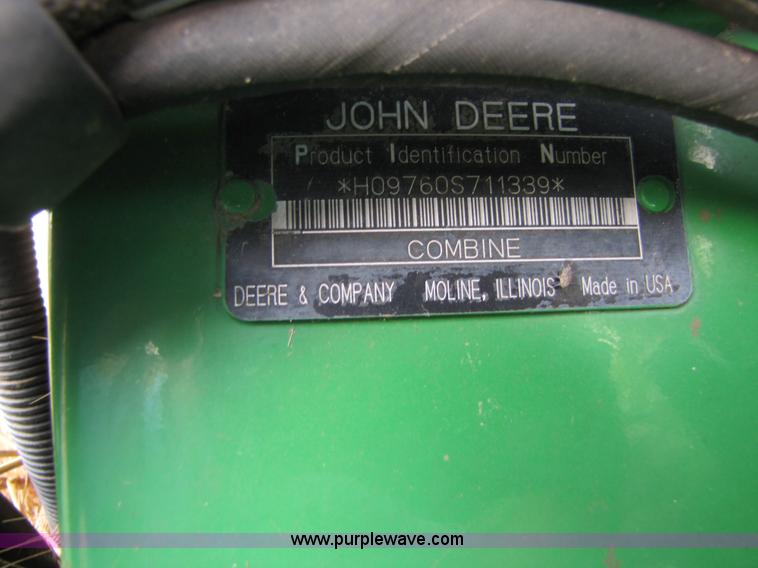 JOHN DEERE
Product Identification Number
*H09760S711339*
COMBINE
DEERE & COMPANY MOLINE, ILLINOIS Made in USA
www.purplewave.com